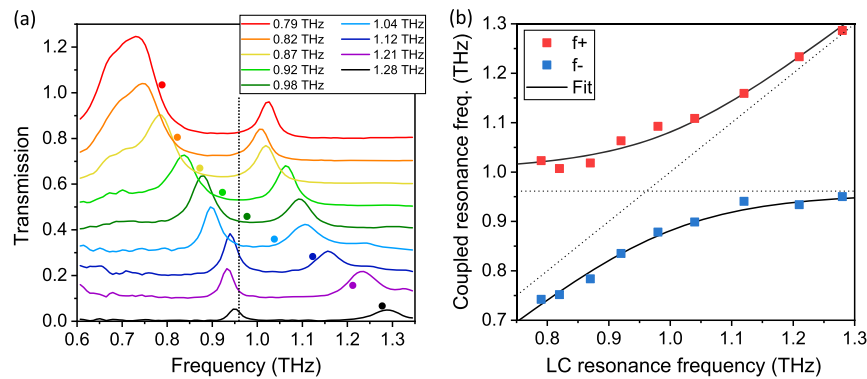 (a)
0.79 THz
0.82 THz
0.87 THz
0.92 THz
0.98 THz
1.04 THz
1.12 THz
1.21 THz
1.28 THz
Transmission
1.2
1.0
0.8
0.6
0.4
0.2
0.0
0.6 0.7 0.8 0.9 1.0 1.1 1.2 1.3
Frequency (THz)
(b)
f+
f-
Fit
Coupled resonance freq. (THz)
1.3
1.2
1.1
1.0
0.9
0.8
0.7
0.8 0.9 1.0 1.1 1.2 1.3
LC resonance frequency (THz)